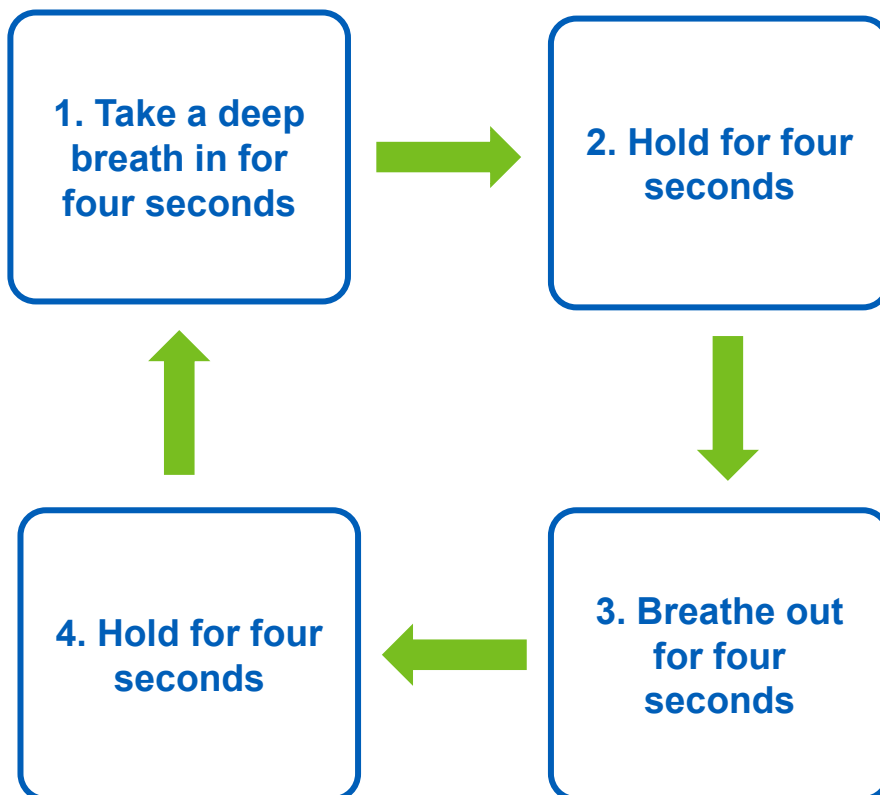 1. Take a deep
breath in for
four seconds
2. Hold for four
seconds
3. Breathe out
for four
seconds
4. Hold for four
seconds